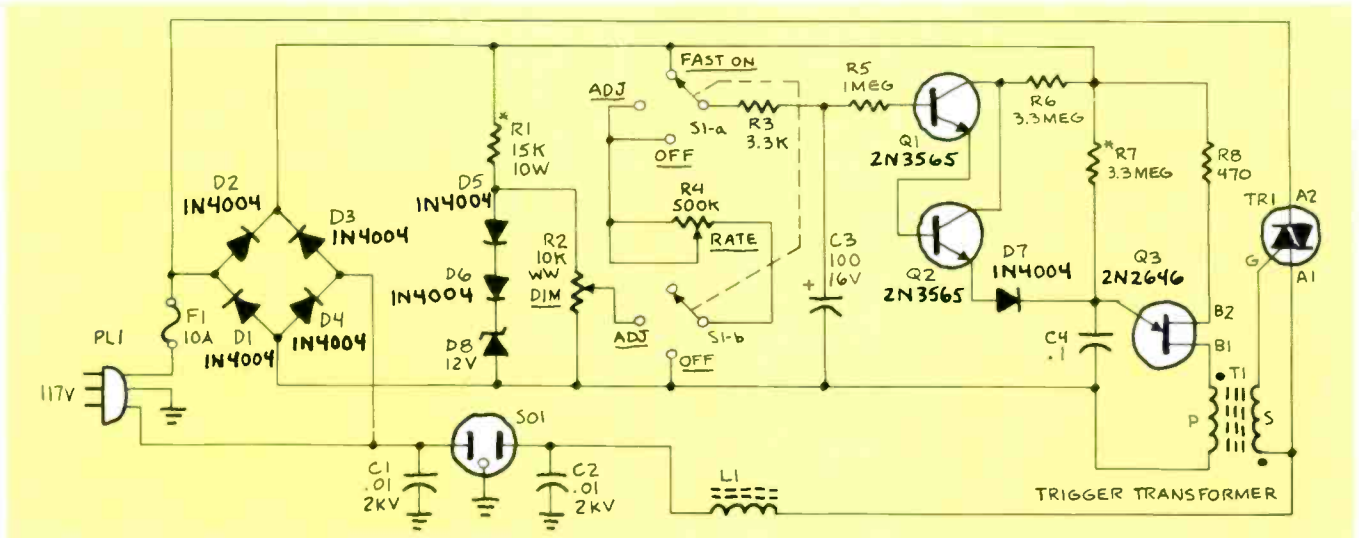 FAST ON
ADJ
S1-a
OFF
R3
3.3K
R5
1MEG
Q1
2N3565
R6
3.3MEG
*
R1
15K
10W
*
R7
3.3MEG
R8
470
D2
1N4004
D3
1N4004
D5
1N4004
R4
500K
RATE
TR1
A2
G
A1
F1
10A
D1
1N4004
D4
1N4004
D6
1N4004
R2
10K
WW
DIM
D8
12V
ADJ
S1-b
OFF
C3
100
16V
+
Q2
2N3565
D7
1N4004
Q3
2N2646
B2
B1
C4
.1
PL1
117V
SO1
C1
.01
2KV
C2
.01
2KV
L1
T1
P
S
TRIGGER TRANSFORMER